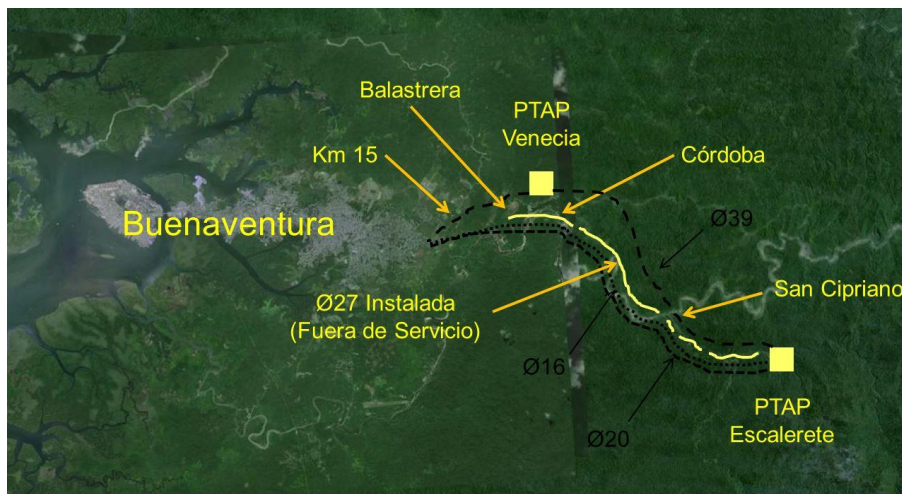 Balastrera
PTAP
Venecia
Km 15
Córdoba
Buenaventura
Ø39
Ø27 Instalada
(Fuera de Servicio)
San Cipriano
Ø16
PTAP
Escalerete
Ø20